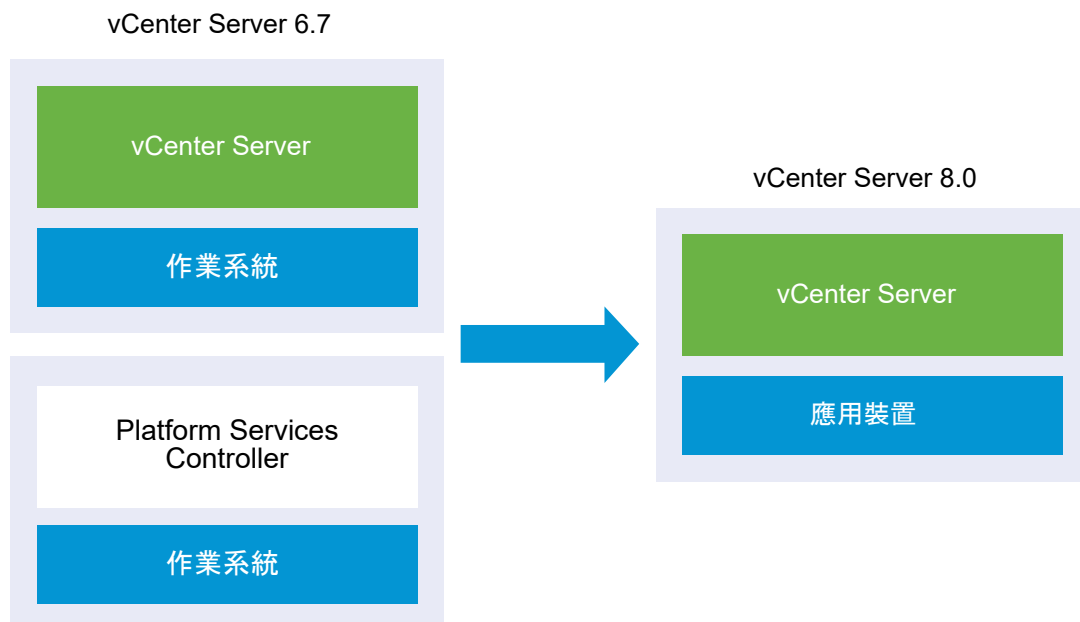 vCenter Server 6.7
vCenter Server
作業系統
Platform Services
Controller
作業系統
vCenter Server 8.0
vCenter Server
應用裝置